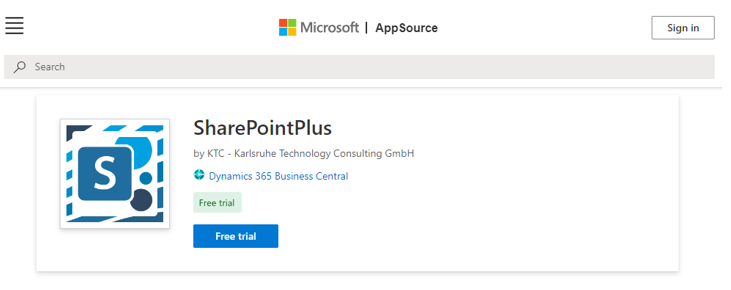 Microsoft | AppSource
Sign in
Search
S
SharePointPlus
by KTC - Karlsruhe Technology Consulting GmbH
Dynamics 365 Business Central
Free trial
Free trial